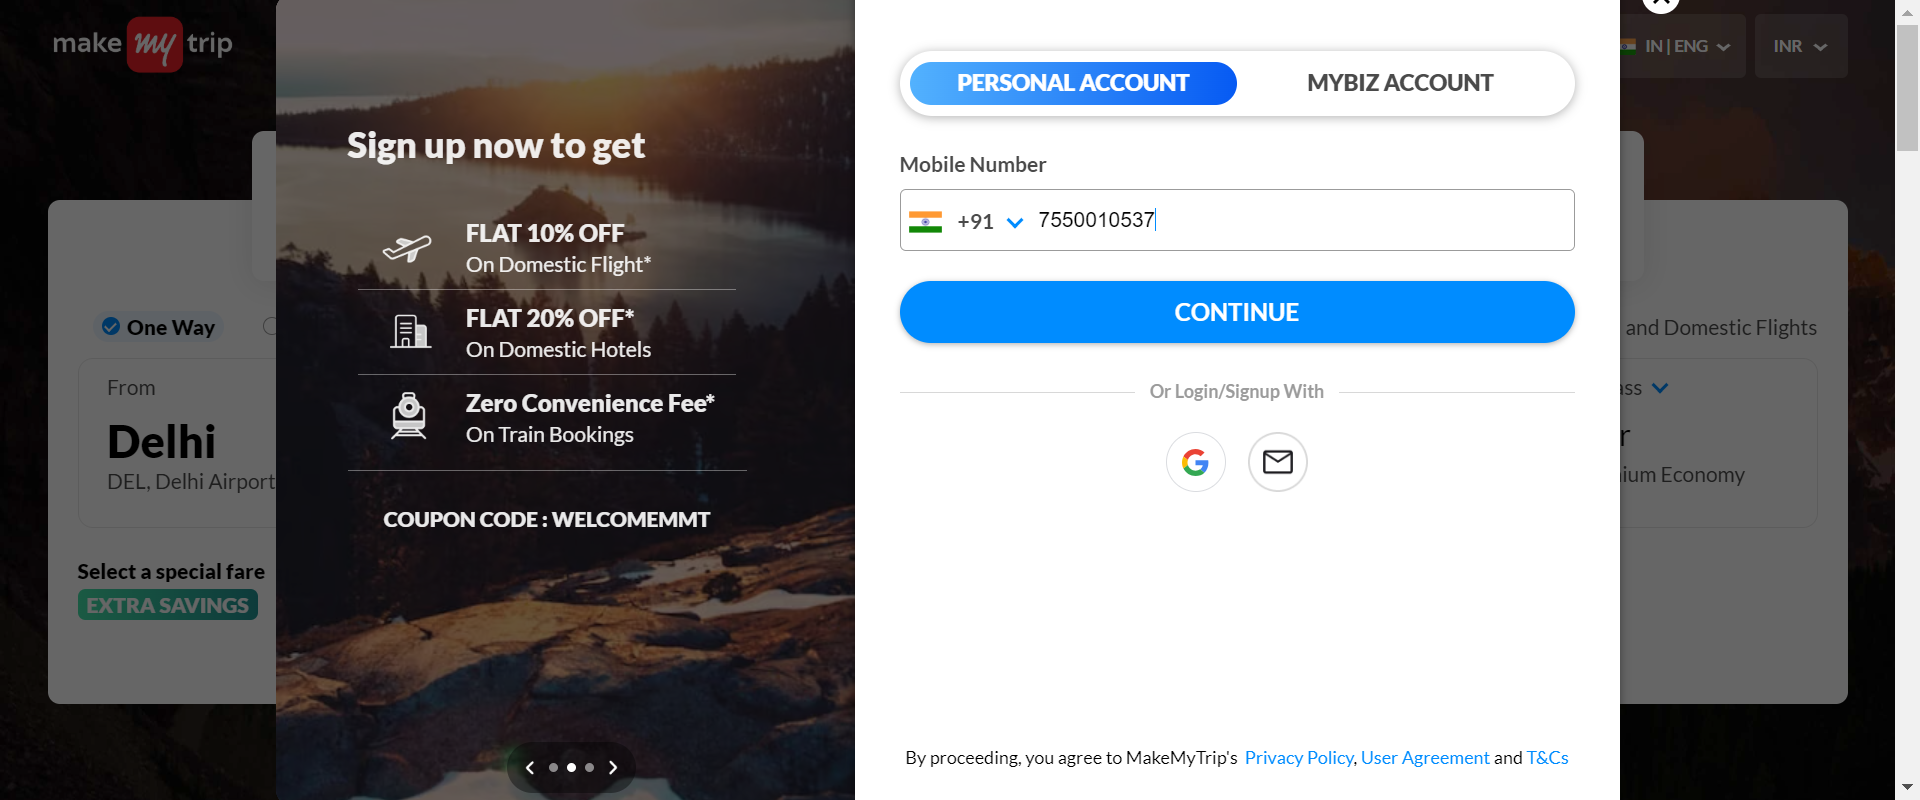 make my trip
IN | ENG
INR
PERSONAL ACCOUNT
MYBIZ ACCOUNT
Sign up now to get
Mobile Number
+91 7550010537
FLAT 10% OFF
On Domestic Flight*
CONTINUE
FLAT 20% OFF*
On Domestic Hotels
One Way
and Domestic Flights
From
Or Login/Signup With
Zero Convenience Fee*
On Train Bookings
Delhi
DEL, Delhi Airport
Economy
COUPON CODE : WELCOMEMMT
Select a special fare
EXTRA SAVINGS
By proceeding, you agree to MakeMyTrip's Privacy Policy, User Agreement and T&Cs